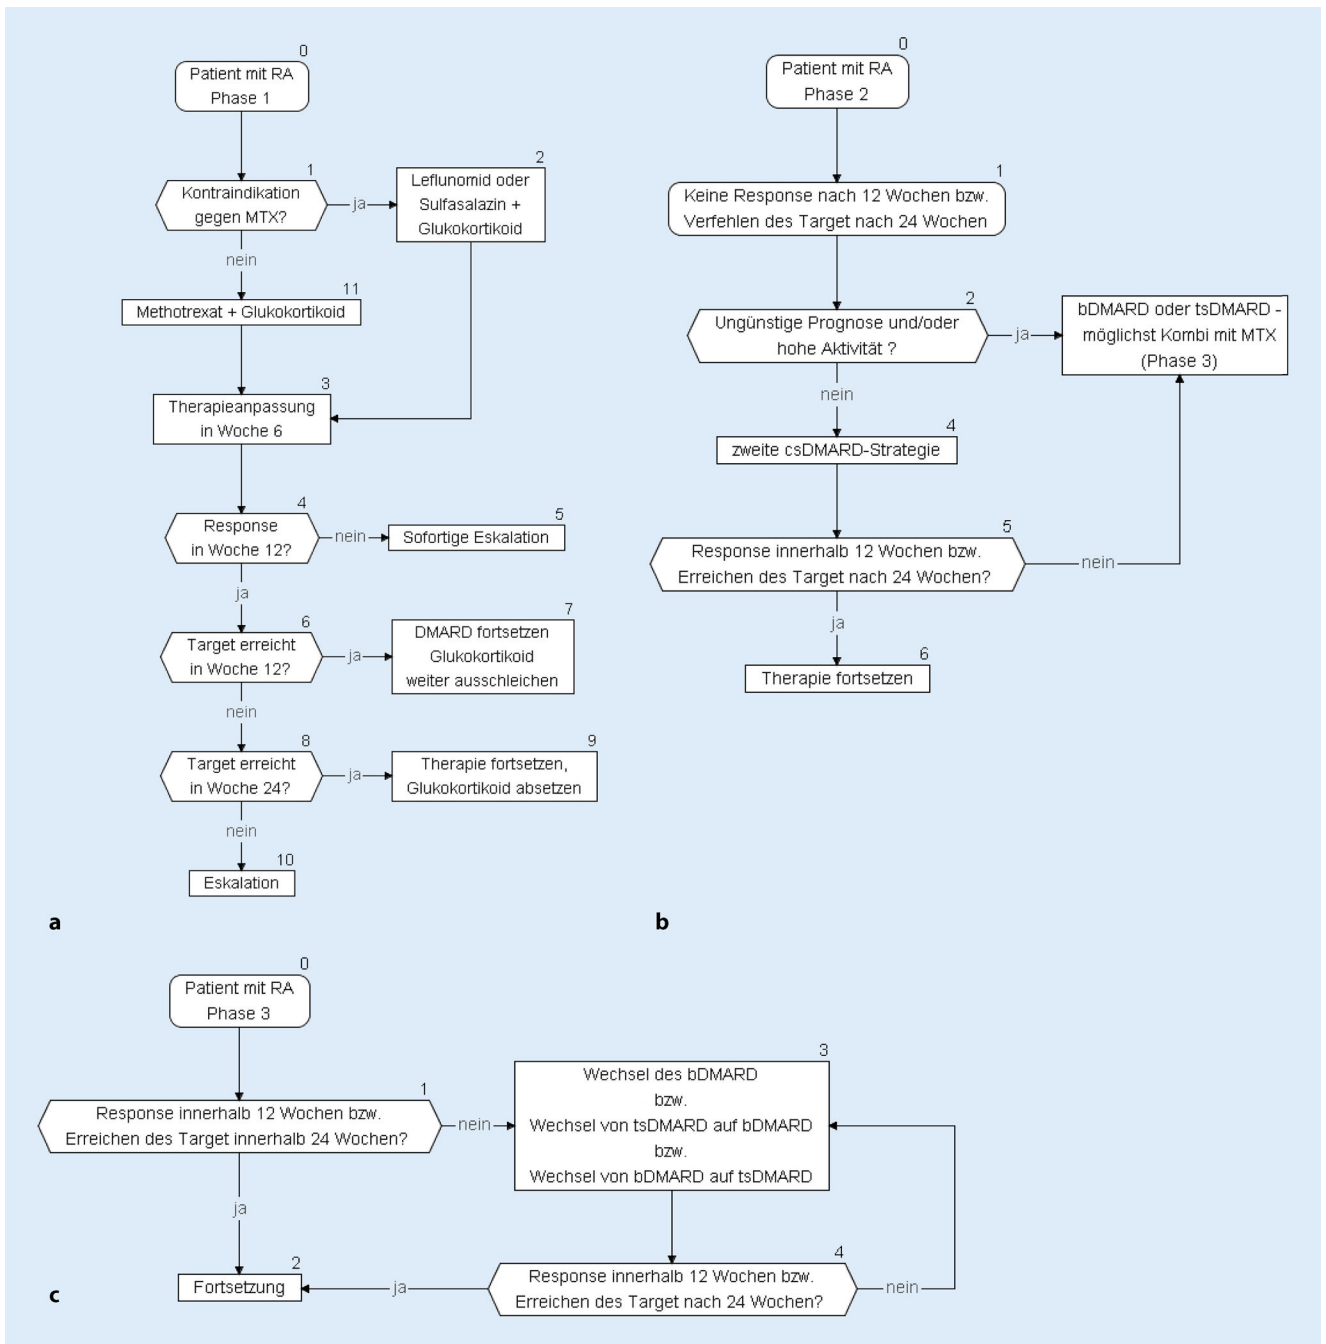 0
Patient mit RA
Phase 1
1
Kontraindikation
gegen MTX?
ja
2
Leflunomid oder
Sulfasalazin +
Glukokortikoid
nein
11
Methotrexat + Glukokortikoid
3
Therapieanpassung
in Woche 6
4
Response
in Woche 12?
nein
5
Sofortige Eskalation
ja
6
Target erreicht
in Woche 12?
ja
7
DMARD fortsetzen
Glukokortikoid
weiter ausschleichen
nein
8
Target erreicht
in Woche 24?
ja
9
Therapie fortsetzen,
Glukokortikoid absetzen
nein
10
Eskalation
a
0
Patient mit RA
Phase 2
1
Keine Response nach 12 Wochen bzw.
Verfehlen des Target nach 24 Wochen
2
Ungünstige Prognose und/oder
hohe Aktivität ?
ja
bDMARD oder tsDMARD -
möglichst Kombi mit MTX
(Phase 3)
nein
4
zweite csDMARD-Strategie
5
Response innerhalb 12 Wochen bzw.
Erreichen des Target nach 24 Wochen?
nein
ja
6
Therapie fortsetzen
b
0
Patient mit RA
Phase 3
1
Response innerhalb 12 Wochen bzw.
Erreichen des Target innerhalb 24 Wochen?
nein
3
Wechsel des bDMARD
bzw.
Wechsel von tsDMARD auf bDMARD
bzw.
Wechsel von bDMARD auf tsDMARD
ja
2
Fortsetzung
ja
4
Response innerhalb 12 Wochen bzw.
Erreichen des Target nach 24 Wochen?
nein
c